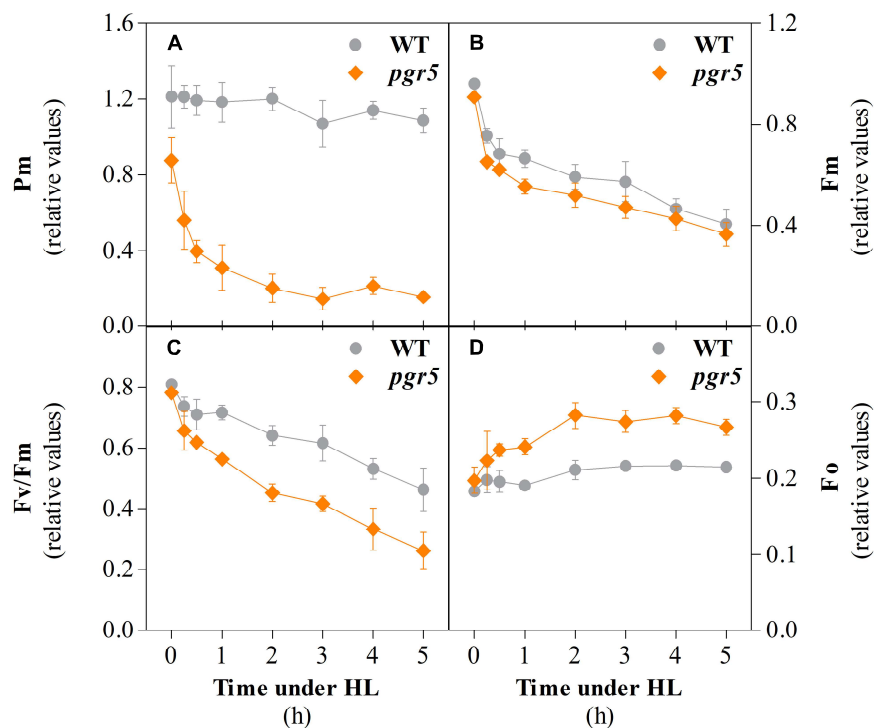 1.6
1.2
0.8
0.4
0.0
Pm
(relative values)
A
WT
pgr5
B
WT
pgr5
1.2
0.8
0.4
0.0
Fm
(relative values)
0.8
0.6
0.4
0.2
0.0
Fv/Fm
(relative values)
C
WT
pgr5
D
WT
pgr5
0.3
0.2
0.1
0.0
Fo
(relative values)
0 1 2 3 4 5
Time under HL
(h)
0 1 2 3 4 5
Time under HL
(h)